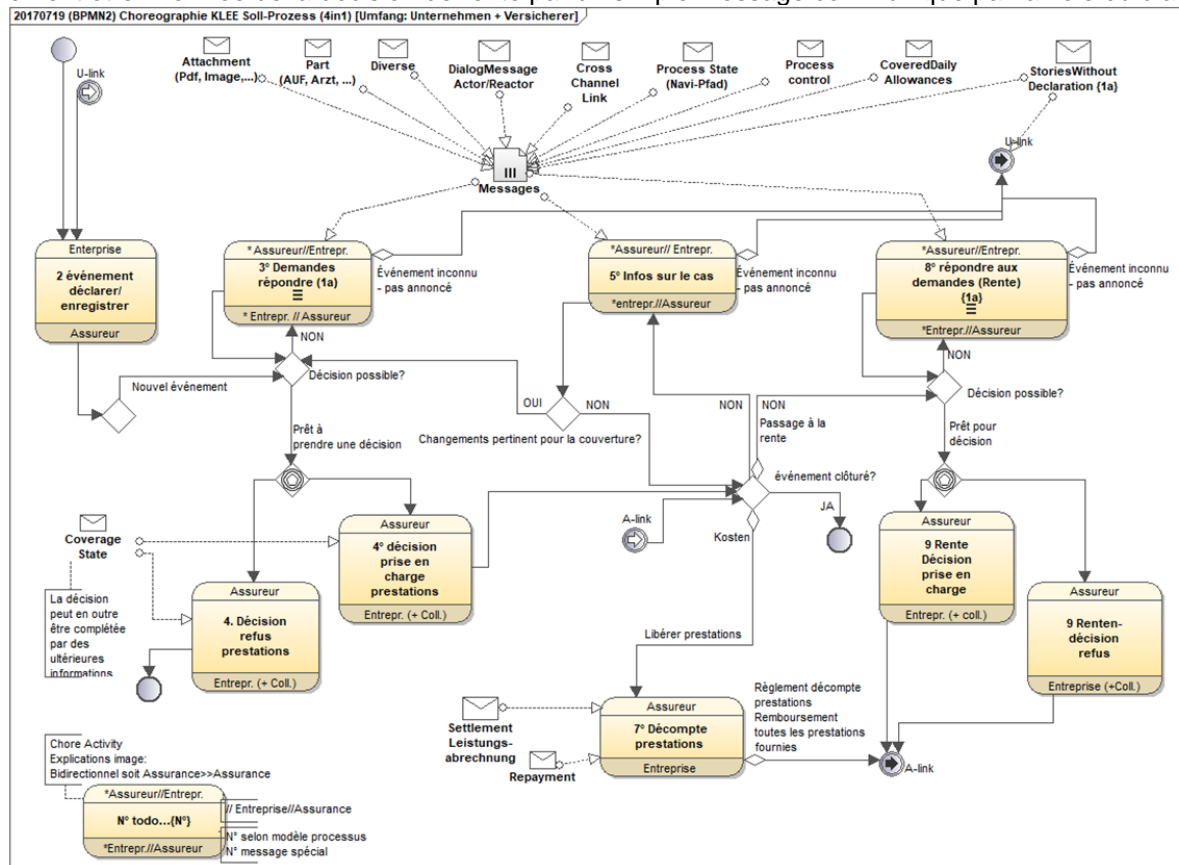 20170719 (BPMN2) Choreographie KLEE Soll-Prozess (4in1) [Umfang: Unternehmen + Versicherer]
U-link
Attachment
(Pdf, Image,...)
Part
(AUF, Arzt, ...)
Diverse
DialogMessage
Actor/Reactor
Cross
Channel
Link
Process State
(Navi-Pfad)
Process
control
CoveredDaily
Allowances
StoriesWithout
Declaration {1a}
Messages
U-link
Enterprise
2 événement
déclarer/
enregistrer
Assureur
*Assureur//Entrepr.
3° Demandes
répondre (1a)
* Entrepr. // Assureur
Événement inconnu
- pas annoncé
*Assureur// Entrepr.
5° Infos sur le cas
*entrepr.//Assureur
Événement inconnu
- pas annoncé
*Assureur//Entrepr.
8° répondre aux
demandes (Rente)
{1a}
*Entrepr.//Assureur
Événement inconnu
- pas annoncé
NON
Nouvel événement
Décision possible?
OUI
NON
Changements pertinent pour la couverture?
NON
NON
Passage à la
rente
NON
Décision possible?
Prêt à
prendre une décision
Prêt pour
décision
événement clôturé?
JA
A-link
Kosten
Coverage
State
La décision
peut en outre
être complétée
par des
ultérieures
informations
Assureur
4. Décision
refus
prestations
Entrepr. (+ Coll.)
Assureur
4° décision
prise en
charge
prestations
Entrepr. (+ Coll.)
Assureur
9 Rente
Décision
prise en
charge
Entrepr. (+ coll.)
Assureur
9 Renten-
décision
refus
Entreprise (+Coll.)
Libérer prestations
Settlement
Leistungs-
abrechnung
Repayment
Assureur
7° Décompte
prestations
Entreprise
Règlement décompte
prestations
Remboursement
toutes les prestations
fournies
A-link
Chore Activity
Explications image:
Bidirectionnel soit Assurance>>Assurance
*Assureur//Entrepr.
N° todo...{N°}
*Entrepr.//Assureur
// Entreprise//Assurance
N° selon modèle processus
N° message spécial